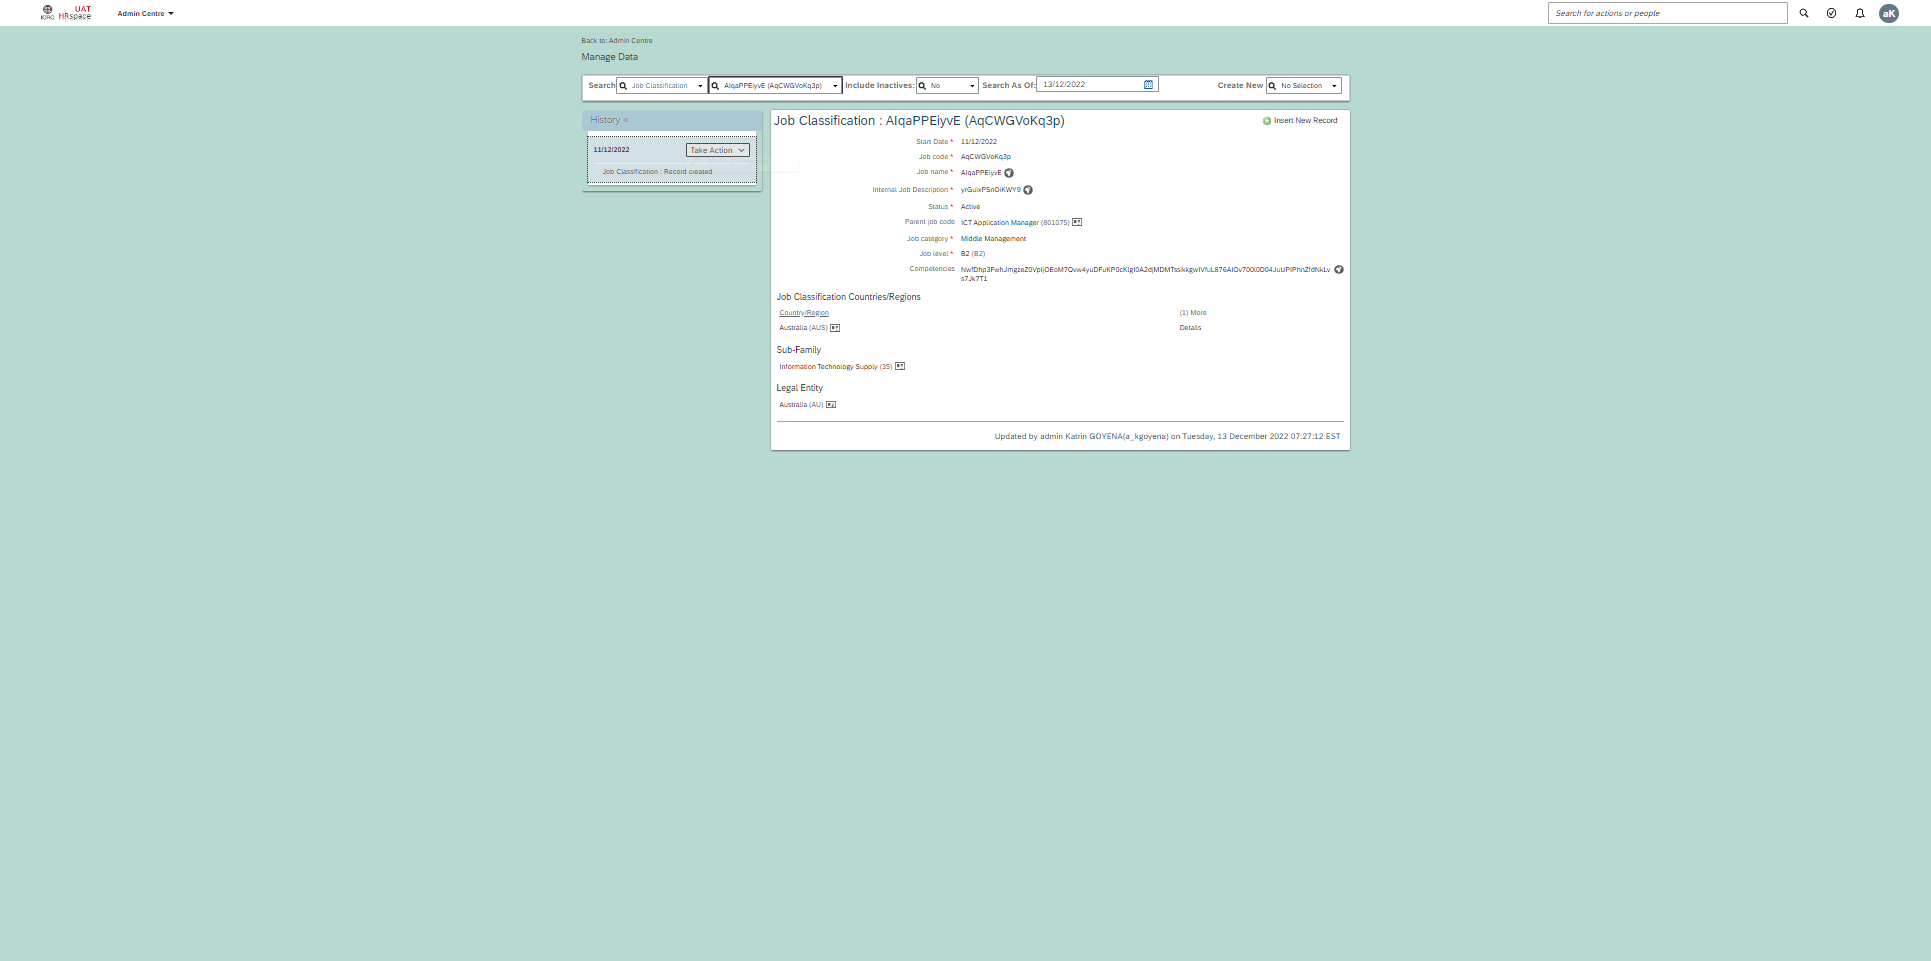 ICRC
UAT
HRspace
Admin Centre
Search for actions or people
aK
Back to: Admin Centre
Manage Data
Search
Job Classification
AIqaPPEiyvE (AqCWGVoKq3p)
Include Inactives:
No
Search As Of:
13/12/2022
Create New
No Selection
History «
11/12/2022
Take Action
Job Classification : Record created
Job Classification : AIqaPPEiyvE (AqCWGVoKq3p)
Insert New Record
Start Date * 11/12/2022
Job code * AqCWGVoKq3p
Job name * AIqaPPEiyvE
Internal Job Description * yrGuixPSnOiKWY9
Status * Active
Parent job code ICT Application Manager (801075)
Job category * Middle Management
Job level * B2 (B2)
Competencies
s7Jk7T1
Job Classification Countries/Regions
Country/Region
(1) More
Australia (AUS)
Details
Sub-Family
Information Technology Supply (35)
Legal Entity
Australia (AU)
Updated by admin Katrin GOYENA(a_kgoyena) on Tuesday, 13 December 2022 07:27:12 EST